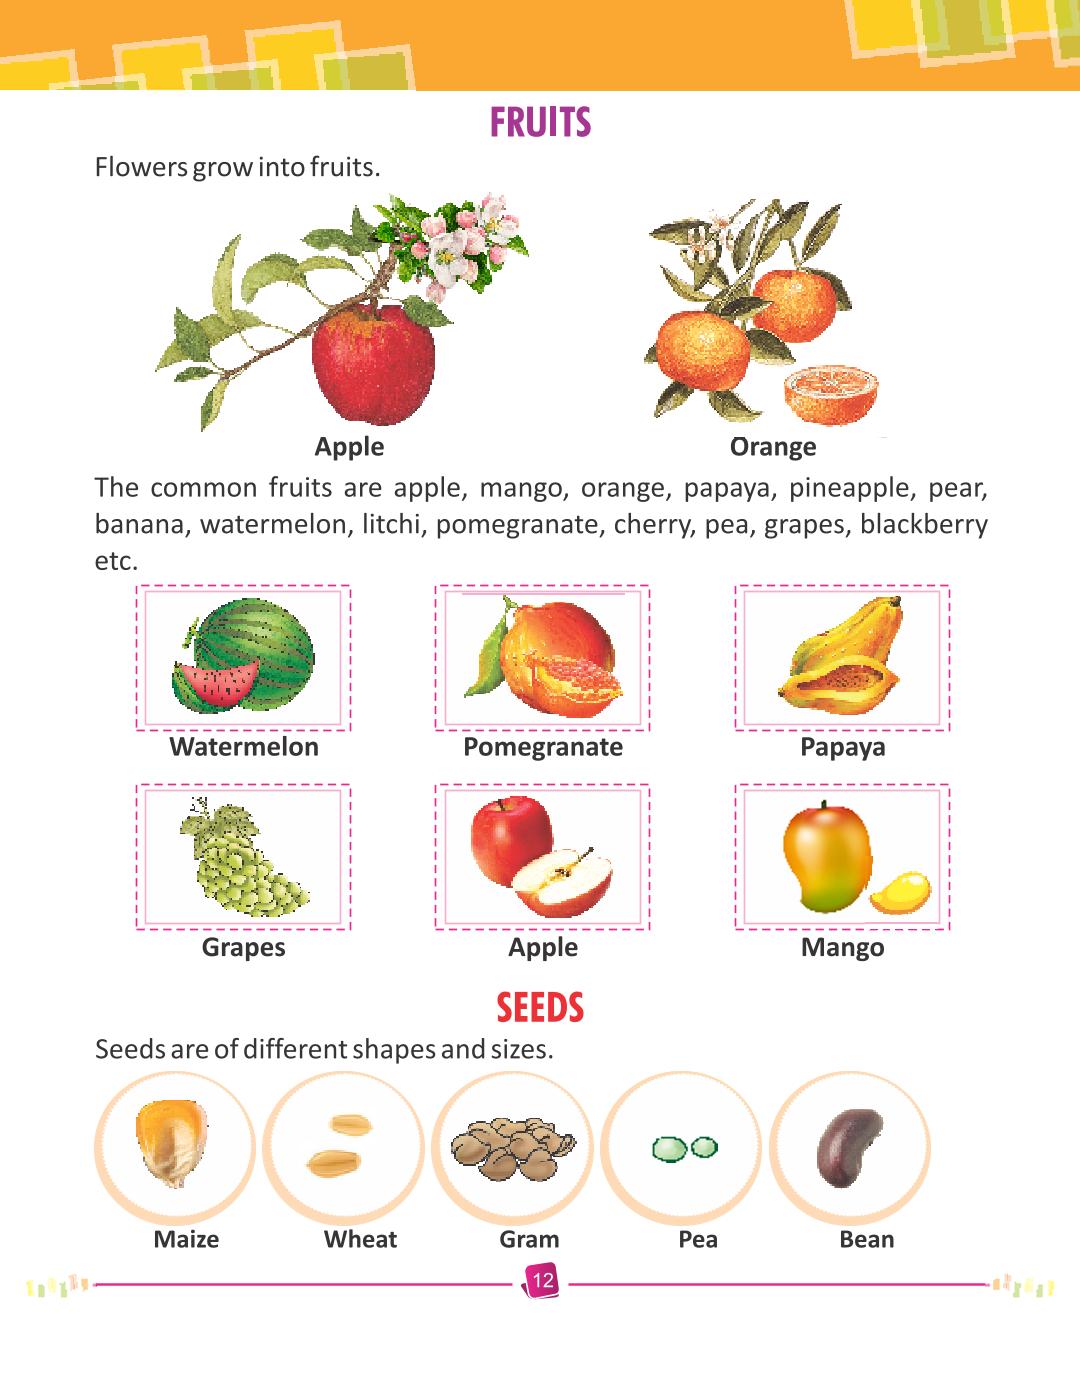 FRUITS
Flowers grow into fruits.
Apple
Orange
The common fruits are apple, mango, orange, papaya, pineapple, pear,
banana, watermelon, litchi, pomegranate, cherry, pea, grapes, blackberry
etc.
Watermelon
Pomegranate
Papaya
Grapes
Apple
Mango
SEEDS
Seeds are of different shapes and sizes.
Maize
Wheat
Gram
Pea
Bean
12